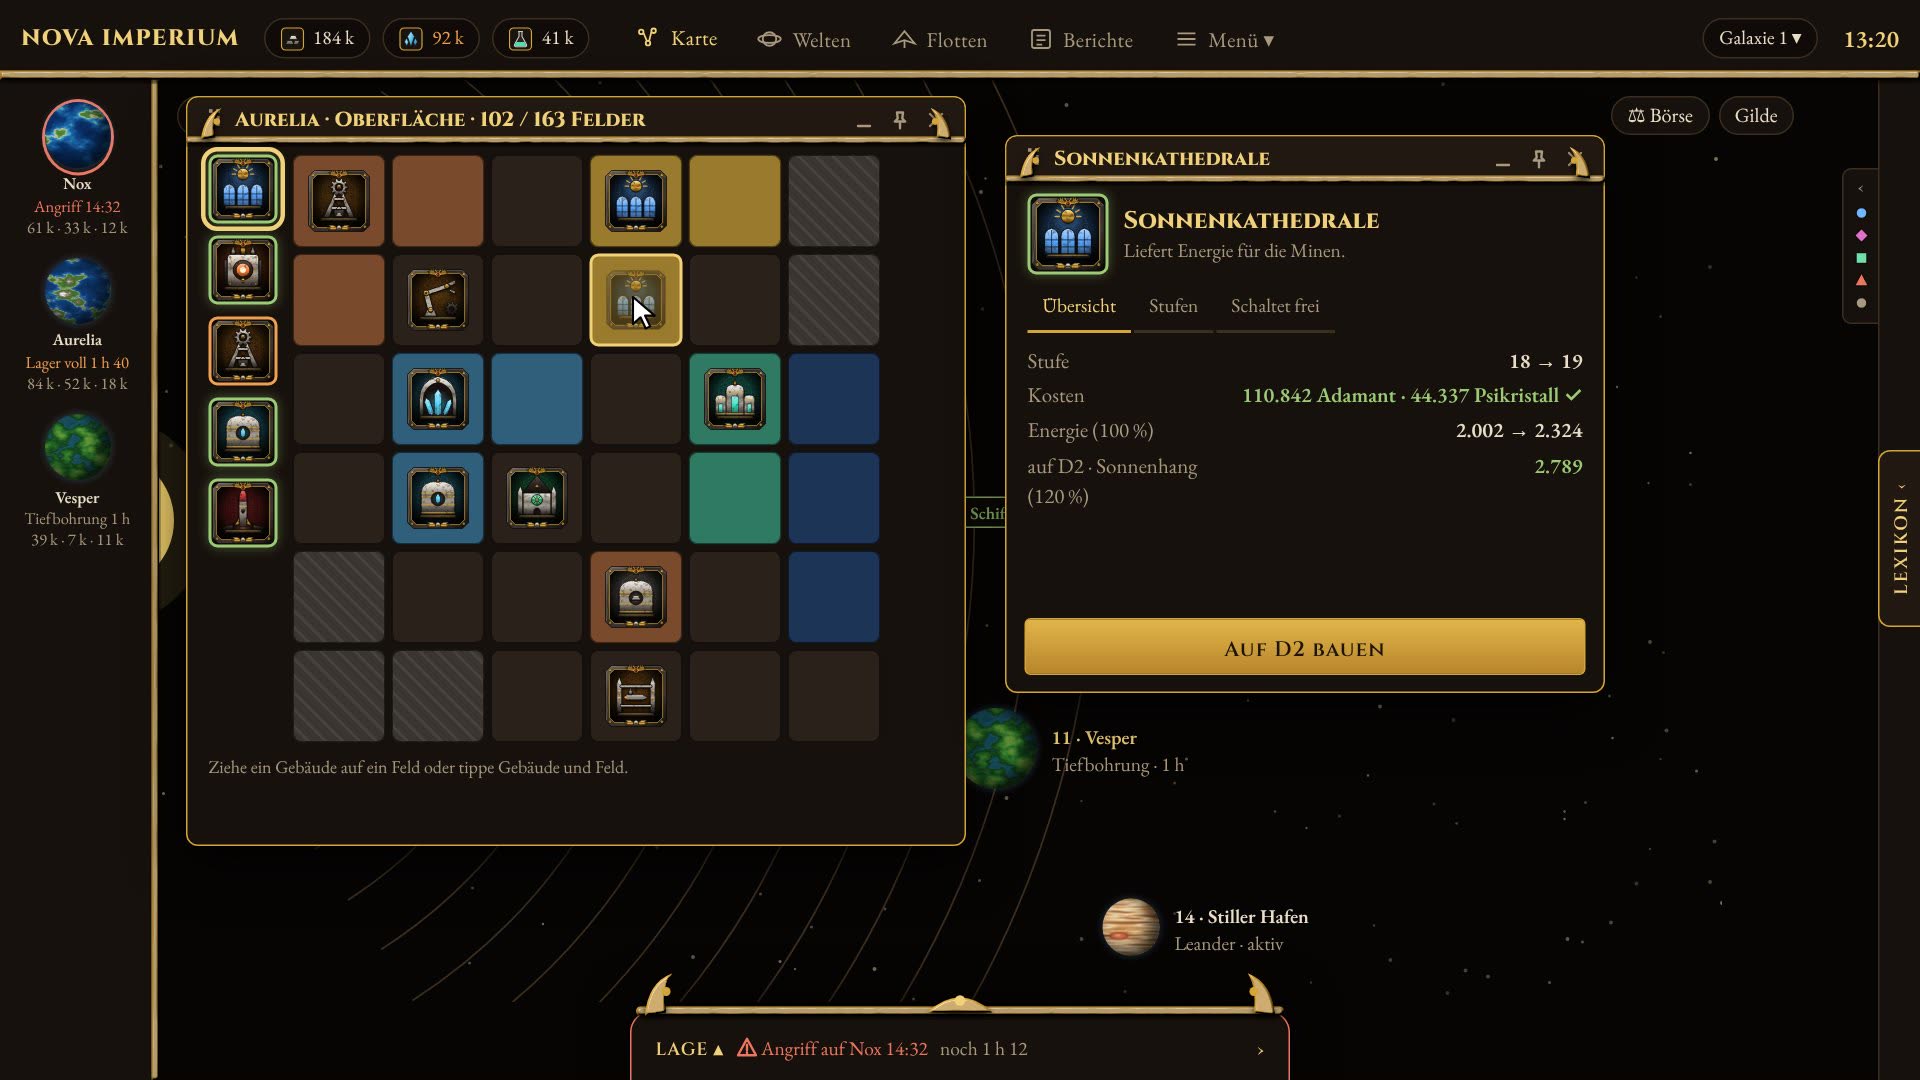 NOVA IMPERIUM
184 k
92 k
41 k
Karte
Welten
Flotten
Berichte
Menü ▾
Galaxie 1 ▾
13:20
Nox
Angriff 14:32
61 k · 33 k · 12 k
Aurelia
Lager voll 1 h 40
84 k · 52 k · 18 k
Vesper
Tiefbohrung 1 h
39 k · 7 k · 11 k
Aurelia · Oberfläche · 102 / 163 Felder
Ziehe ein Gebäude auf ein Feld oder tippe Gebäude und Feld.
Schif
Börse
Gilde
Sonnenkathedrale
Sonnenkathedrale
Liefert Energie für die Minen.
Übersicht
Stufen
Schaltet frei
Stufe
18 → 19
Kosten
110.842 Adamant · 44.337 Psikristall ✓
Energie (100 %)
2.002 → 2.324
auf D2 · Sonnenhang
(120 %)
2.789
Auf D2 bauen
LEXIKON ‹
11 · Vesper
Tiefbohrung · 1 h
14 · Stiller Hafen
Leander · aktiv
LAGE ▴
Angriff auf Nox 14:32
noch 1 h 12
›